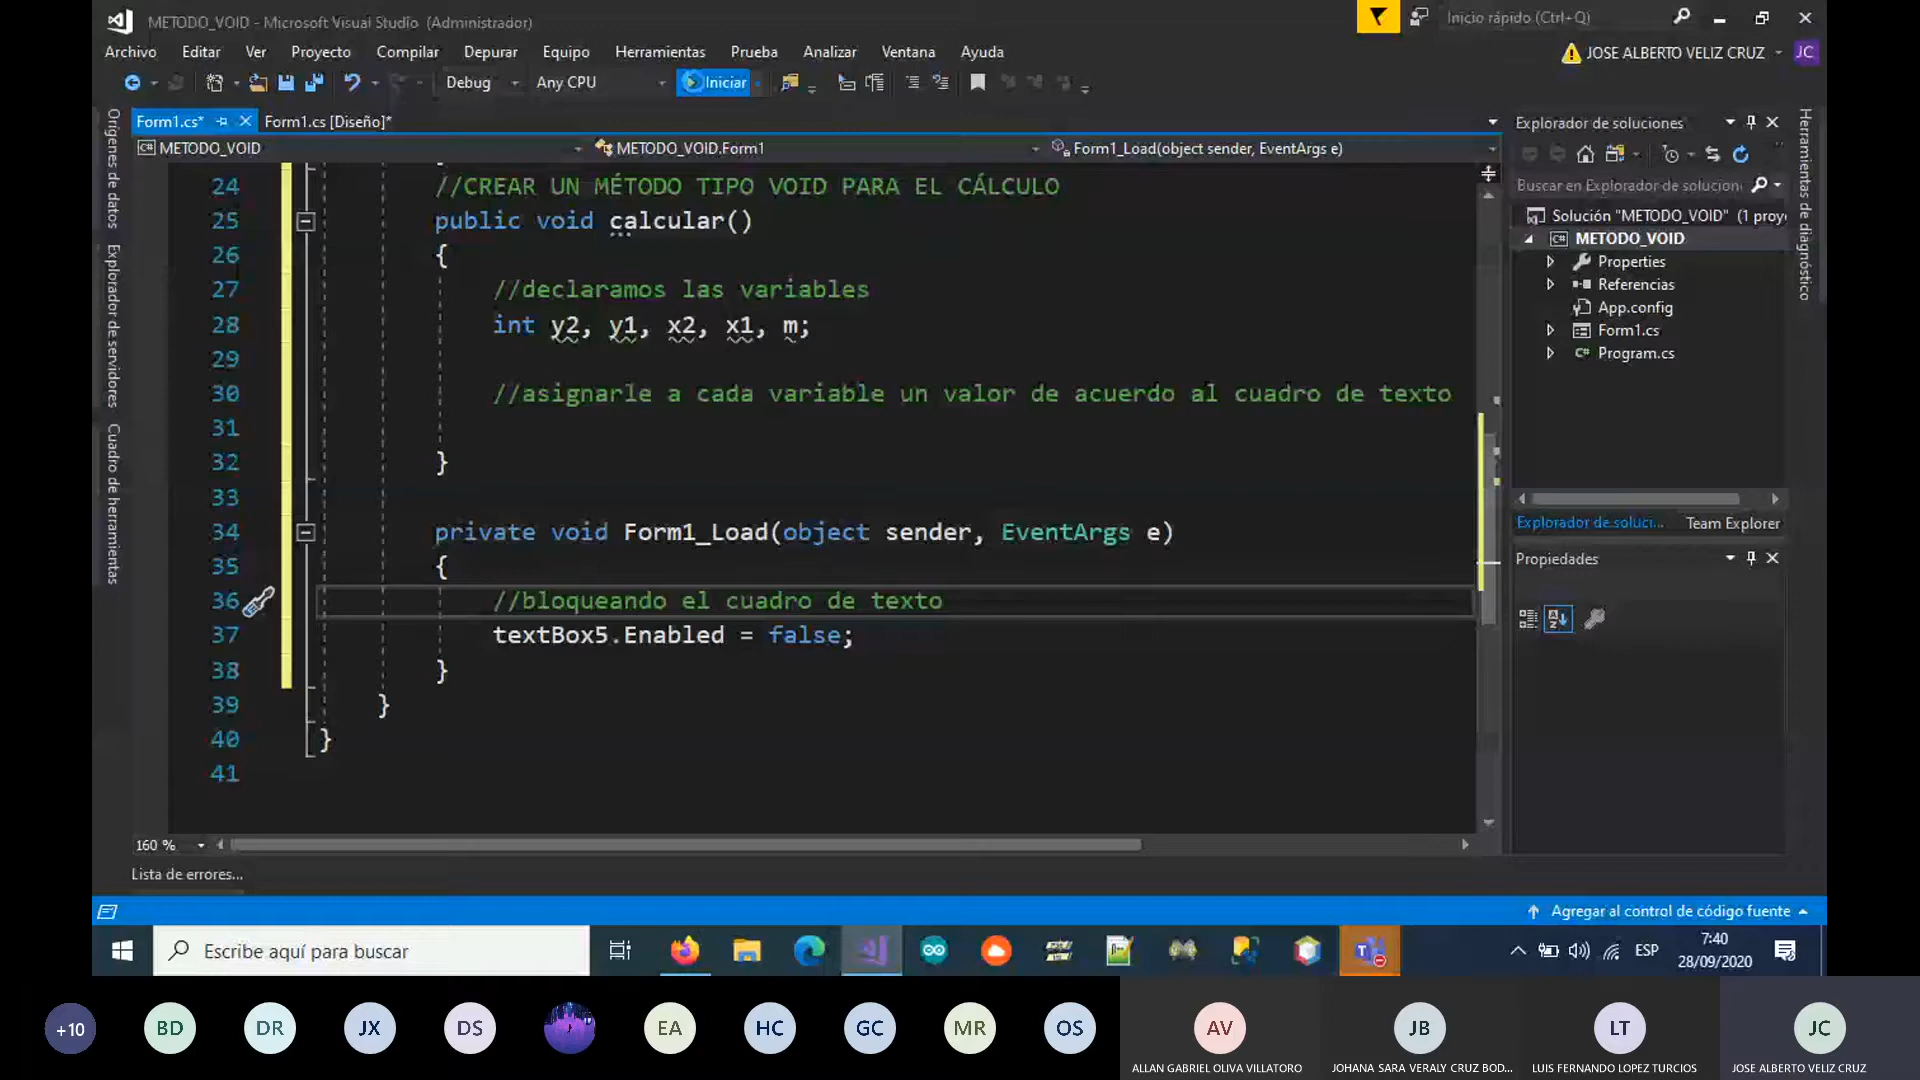 METODO_VOID - Microsoft Visual Studio (Administrador)
Inicio rápido (Ctrl+Q)
Archivo Editar Ver Proyecto Compilar Depurar Equipo Herramientas Prueba Analizar Ventana Ayuda
JOSE ALBERTO VELIZ CRUZ JC
Debug Any CPU Iniciar
Orígenes de datos
Explorador de servidores
Cuadro de herramientas
Form1.cs* Form1.cs [Diseño]*
METODO_VOID METODO_VOID.Form1 Form1_Load(object sender, EventArgs e)
24 //CREAR UN MÉTODO TIPO VOID PARA EL CÁLCULO
25 public void calcular()
26 {
27 //declaramos las variables
28 int y2, y1, x2, x1, m;
29
30 //asignarle a cada variable un valor de acuerdo al cuadro de texto
31
32 }
33
34 private void Form1_Load(object sender, EventArgs e)
35 {
36 //bloqueando el cuadro de texto
37 textBox5.Enabled = false;
38 }
39 }
40 }
41
160 %
Lista de errores...
Explorador de soluciones
Buscar en Explorador de solucion
Solución "METODO_VOID" (1 proy
METODO_VOID
Properties
Referencias
App.config
Form1.cs
C# Program.cs
Explorador de soluci... Team Explorer
Propiedades
Herramientas de diagnóstico
Agregar al control de código fuente
Escribe aquí para buscar
ESP
7:40
28/09/2020
+10 BD DR JX DS EA HC GC MR OS AV JB LT JC
ALLAN GABRIEL OLIVA VILLATORO JOHANA SARA VERALY CRUZ BOD... LUIS FERNANDO LOPEZ TURCIOS JOSE ALBERTO VELIZ CRUZ